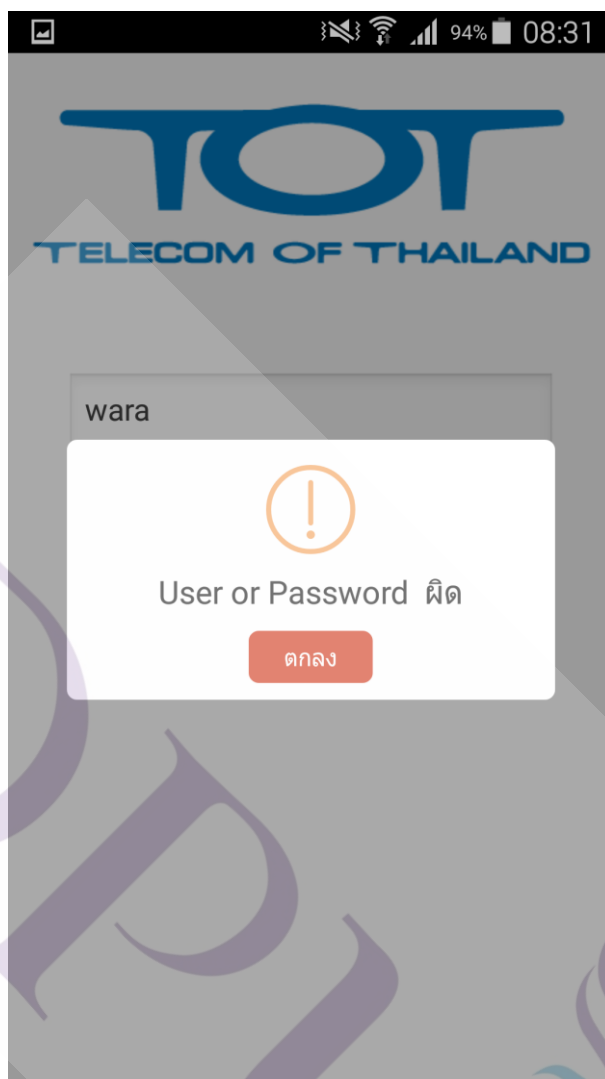 94% 08:31
TOT
TELECOM OF THAILAND
wara
User or Password ผิด
ตกลง